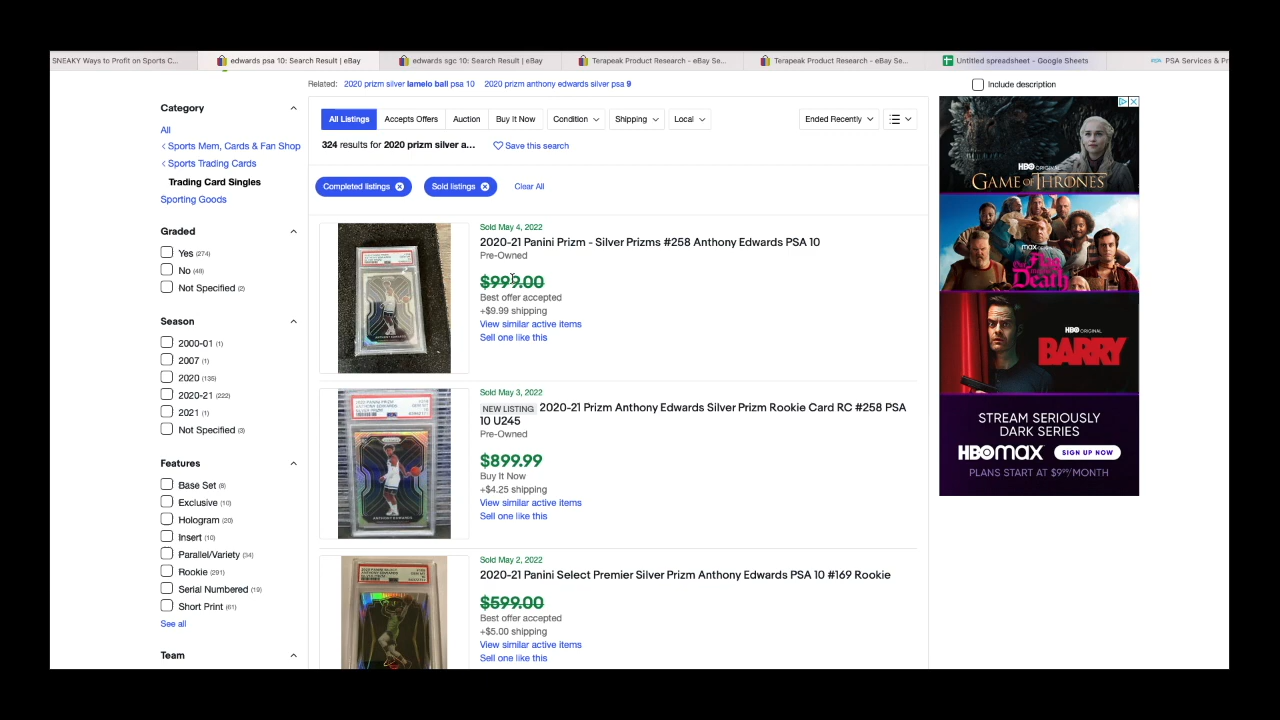 SNEAKY Ways to Profit on Sports C...
edwards psa 10: Search Result | eBay
edwards sgc 10: Search Result | eBay
Terapeak Product Research - eBay Se...
Terapeak Product Research - eBay Se...
Untitled spreadsheet - Google Sheets
PSA Services & Pr
Related: 2020 prizm silver lamelo ball psa 10 2020 prizm anthony edwards silver psa 9
Include description
Category
All
Sports Mem, Cards & Fan Shop
Sports Trading Cards
Trading Card Singles
Sporting Goods
Graded
Yes (274)
No (48)
Not Specified (2)
Season
2000-01 (1)
2007 (1)
2020 (135)
2020-21 (222)
2021 (1)
Not Specified (3)
Features
Base Set (8)
Exclusive (10)
Hologram (20)
Insert (10)
Parallel/Variety (34)
Rookie (291)
Serial Numbered (19)
Short Print (61)
See all
Team
All Listings Accepts Offers Auction Buy It Now Condition Shipping Local Ended Recently
324 results for 2020 prizm silver a... Save this search
Completed listings Sold listings Clear All
Sold May 4, 2022
2020-21 Panini Prizm - Silver Prizms #258 Anthony Edwards PSA 10
Pre-Owned
$999.00
Best offer accepted
+$9.99 shipping
View similar active items
Sell one like this
Sold May 3, 2022
NEW LISTING 2020-21 Prizm Anthony Edwards Silver Prizm Rookie Card RC #258 PSA
10 U245
Pre-Owned
$899.99
Buy It Now
+$4.25 shipping
View similar active items
Sell one like this
Sold May 2, 2022
2020-21 Panini Select Premier Silver Prizm Anthony Edwards PSA 10 #169 Rookie
$599.00
Best offer accepted
+$5.00 shipping
View similar active items
Sell one like this
HBO ORIGINAL
GAME OF THRONES
max ORIGINAL
Death
HBO ORIGINAL
BARRY
STREAM SERIOUSLY
DARK SERIES
HBOmax SIGN UP NOW
PLANS START AT $9⁹⁹/MONTH